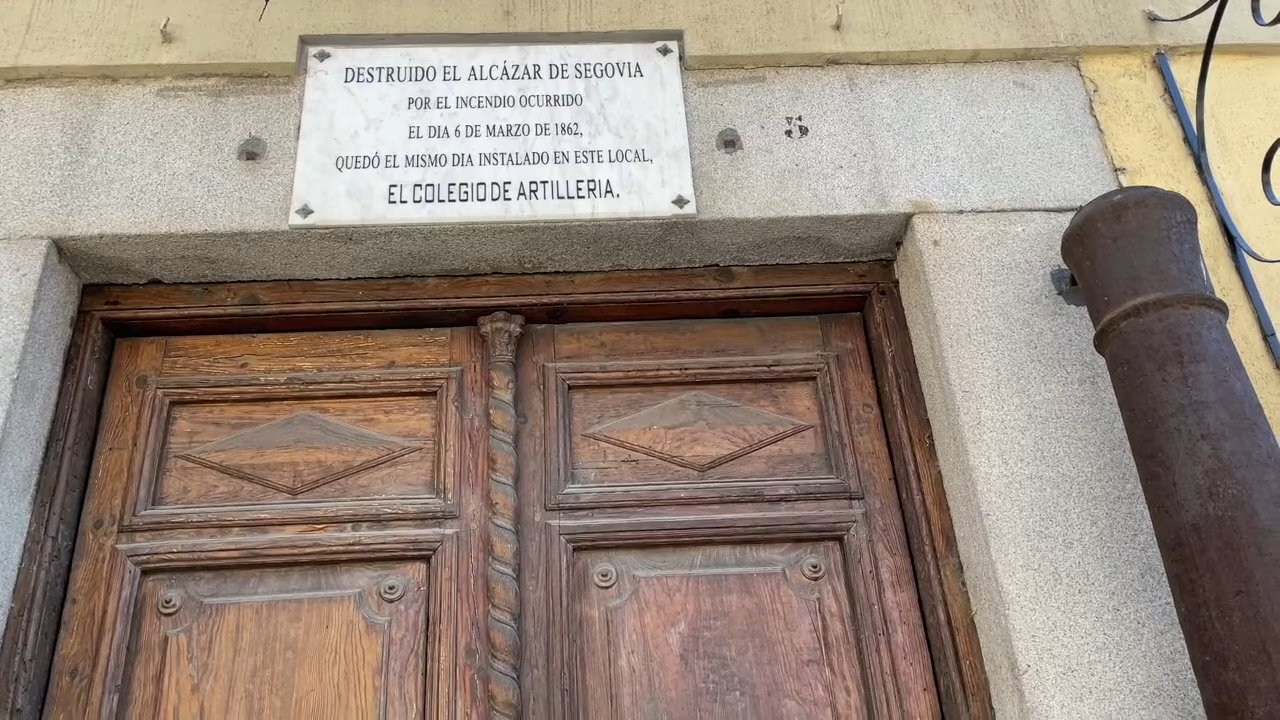 DESTRUIDO EL ALCÁZAR DE SEGOVIA
POR EL INCENDIO OCURRIDO
EL DIA 6 DE MARZO DE 1862,
QUEDÓ EL MISMO DIA INSTALADO EN ESTE LOCAL,
EL COLEGIO DE ARTILLERIA.